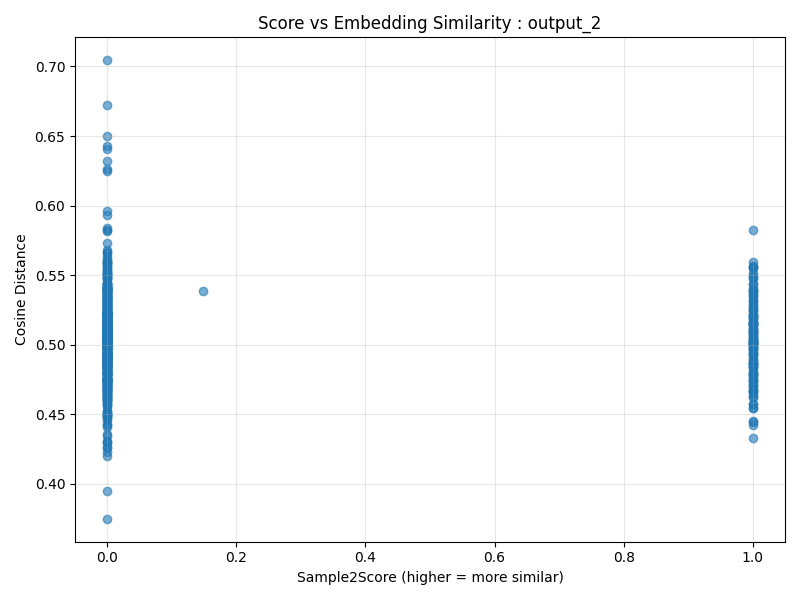 Score vs Embedding Similarity : output_2
Cosine Distance
0.70
0.65
0.60
0.55
0.50
0.45
0.40
0.0 0.2 0.4 0.6 0.8 1.0
Sample2Score (higher = more similar)